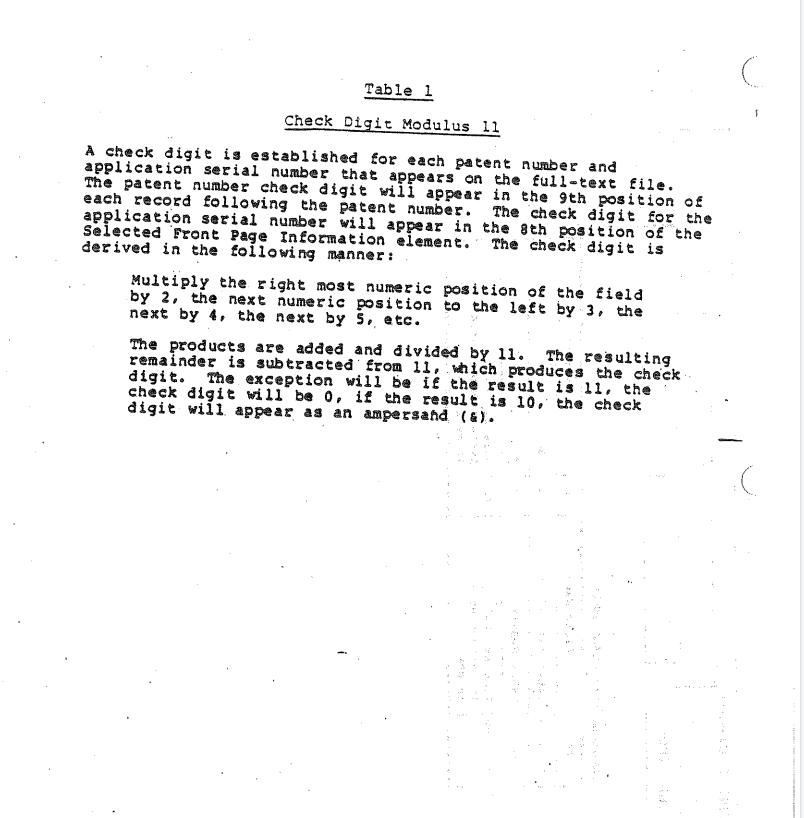 Table 1
Check Digit Modulus 11
A check digit is established for each patent number and
application serial number that appears on the full-text file.
The patent number check digit will appear in the 9th position of
each record following the patent number. The check digit for the
application serial number will appear in the 8th position of the
Selected Front Page Information element. The check digit is
derived in the following manner:
Multiply the right most numeric position of the field
by 2, the next numeric position to the left by 3, the
next by 4, the next by 5, etc.
The products are added and divided by 11. The resulting
remainder is subtracted from 11, which produces the check
digit. The exception will be if the result is 11, the
check digit will be 0, if the result is 10, the check
digit will appear as an ampersand (&).